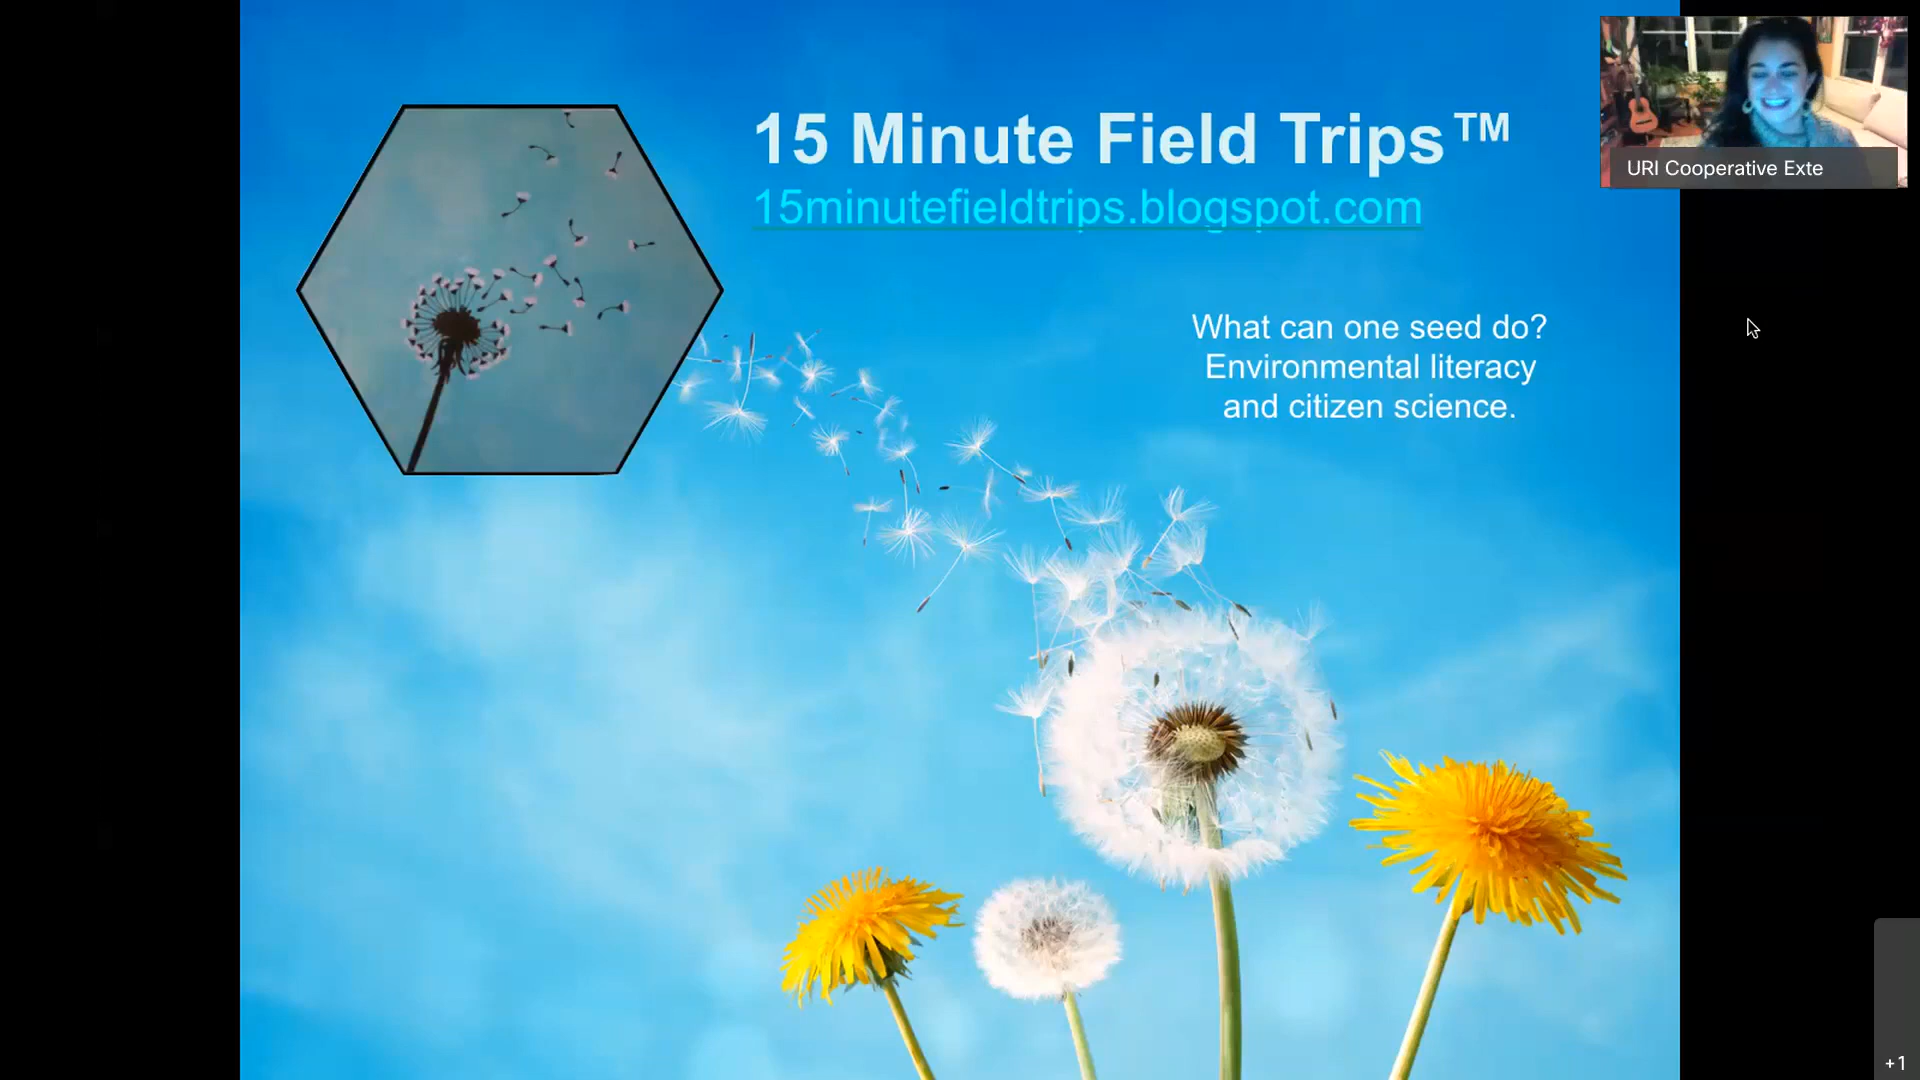 15 Minute Field Trips™
15minutefieldtrips.blogspot.com
What can one seed do?
Environmental literacy
and citizen science.
URI Cooperative Exte
+1